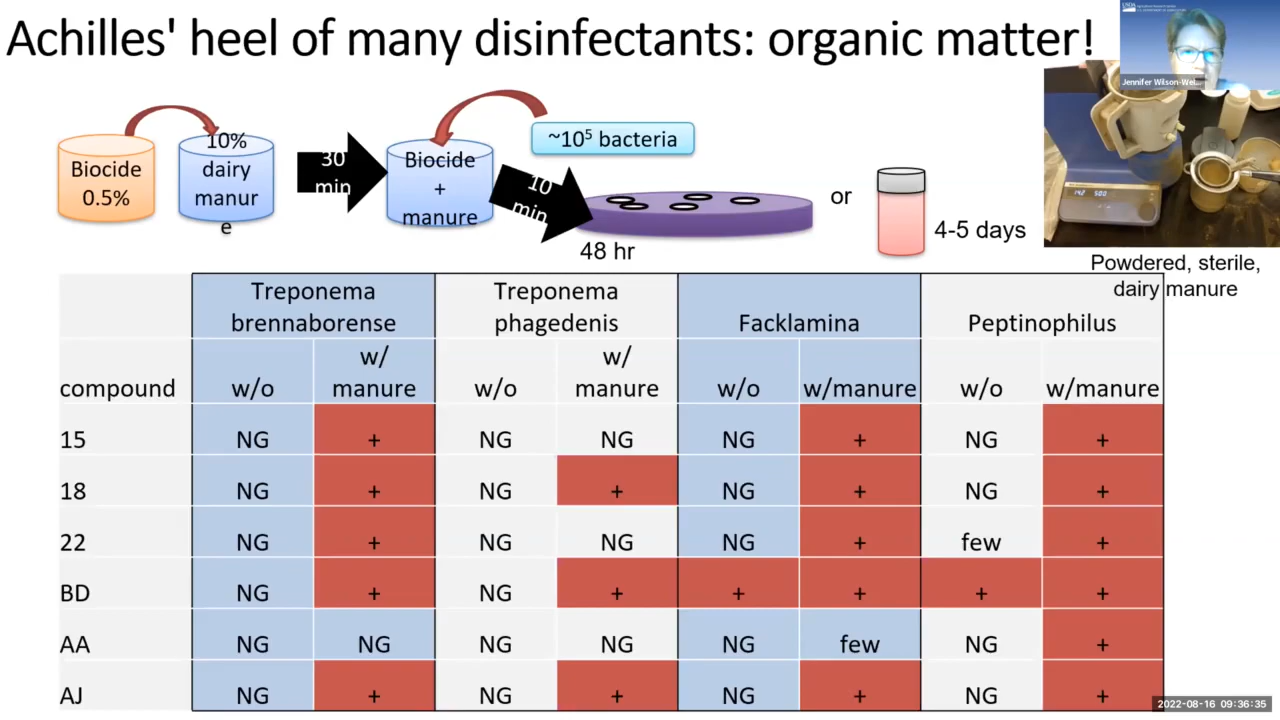 Achilles' heel of many disinfectants: organic matter!
USDA
Jennifer Wilson-Wel...
Biocide
0.5%
10%
dairy
manur
e
30
min
Biocide
+
manure
~10⁵ bacteria
10
min
48 hr
or
4-5 days
Powdered, sterile,
dairy manure
Treponema
brennaborense
Treponema
phagedenis
Facklamina
Peptinophilus
compound
w/o
w/
manure
w/o
w/
manure
w/o
w/manure
w/o
w/manure
15 NG + NG NG NG + NG +
18 NG + NG + NG + NG +
22 NG + NG NG NG + few +
BD NG + NG + + + + +
AA NG NG NG NG NG few NG +
AJ NG + NG + NG + NG +
2022-08-16 09:36:35